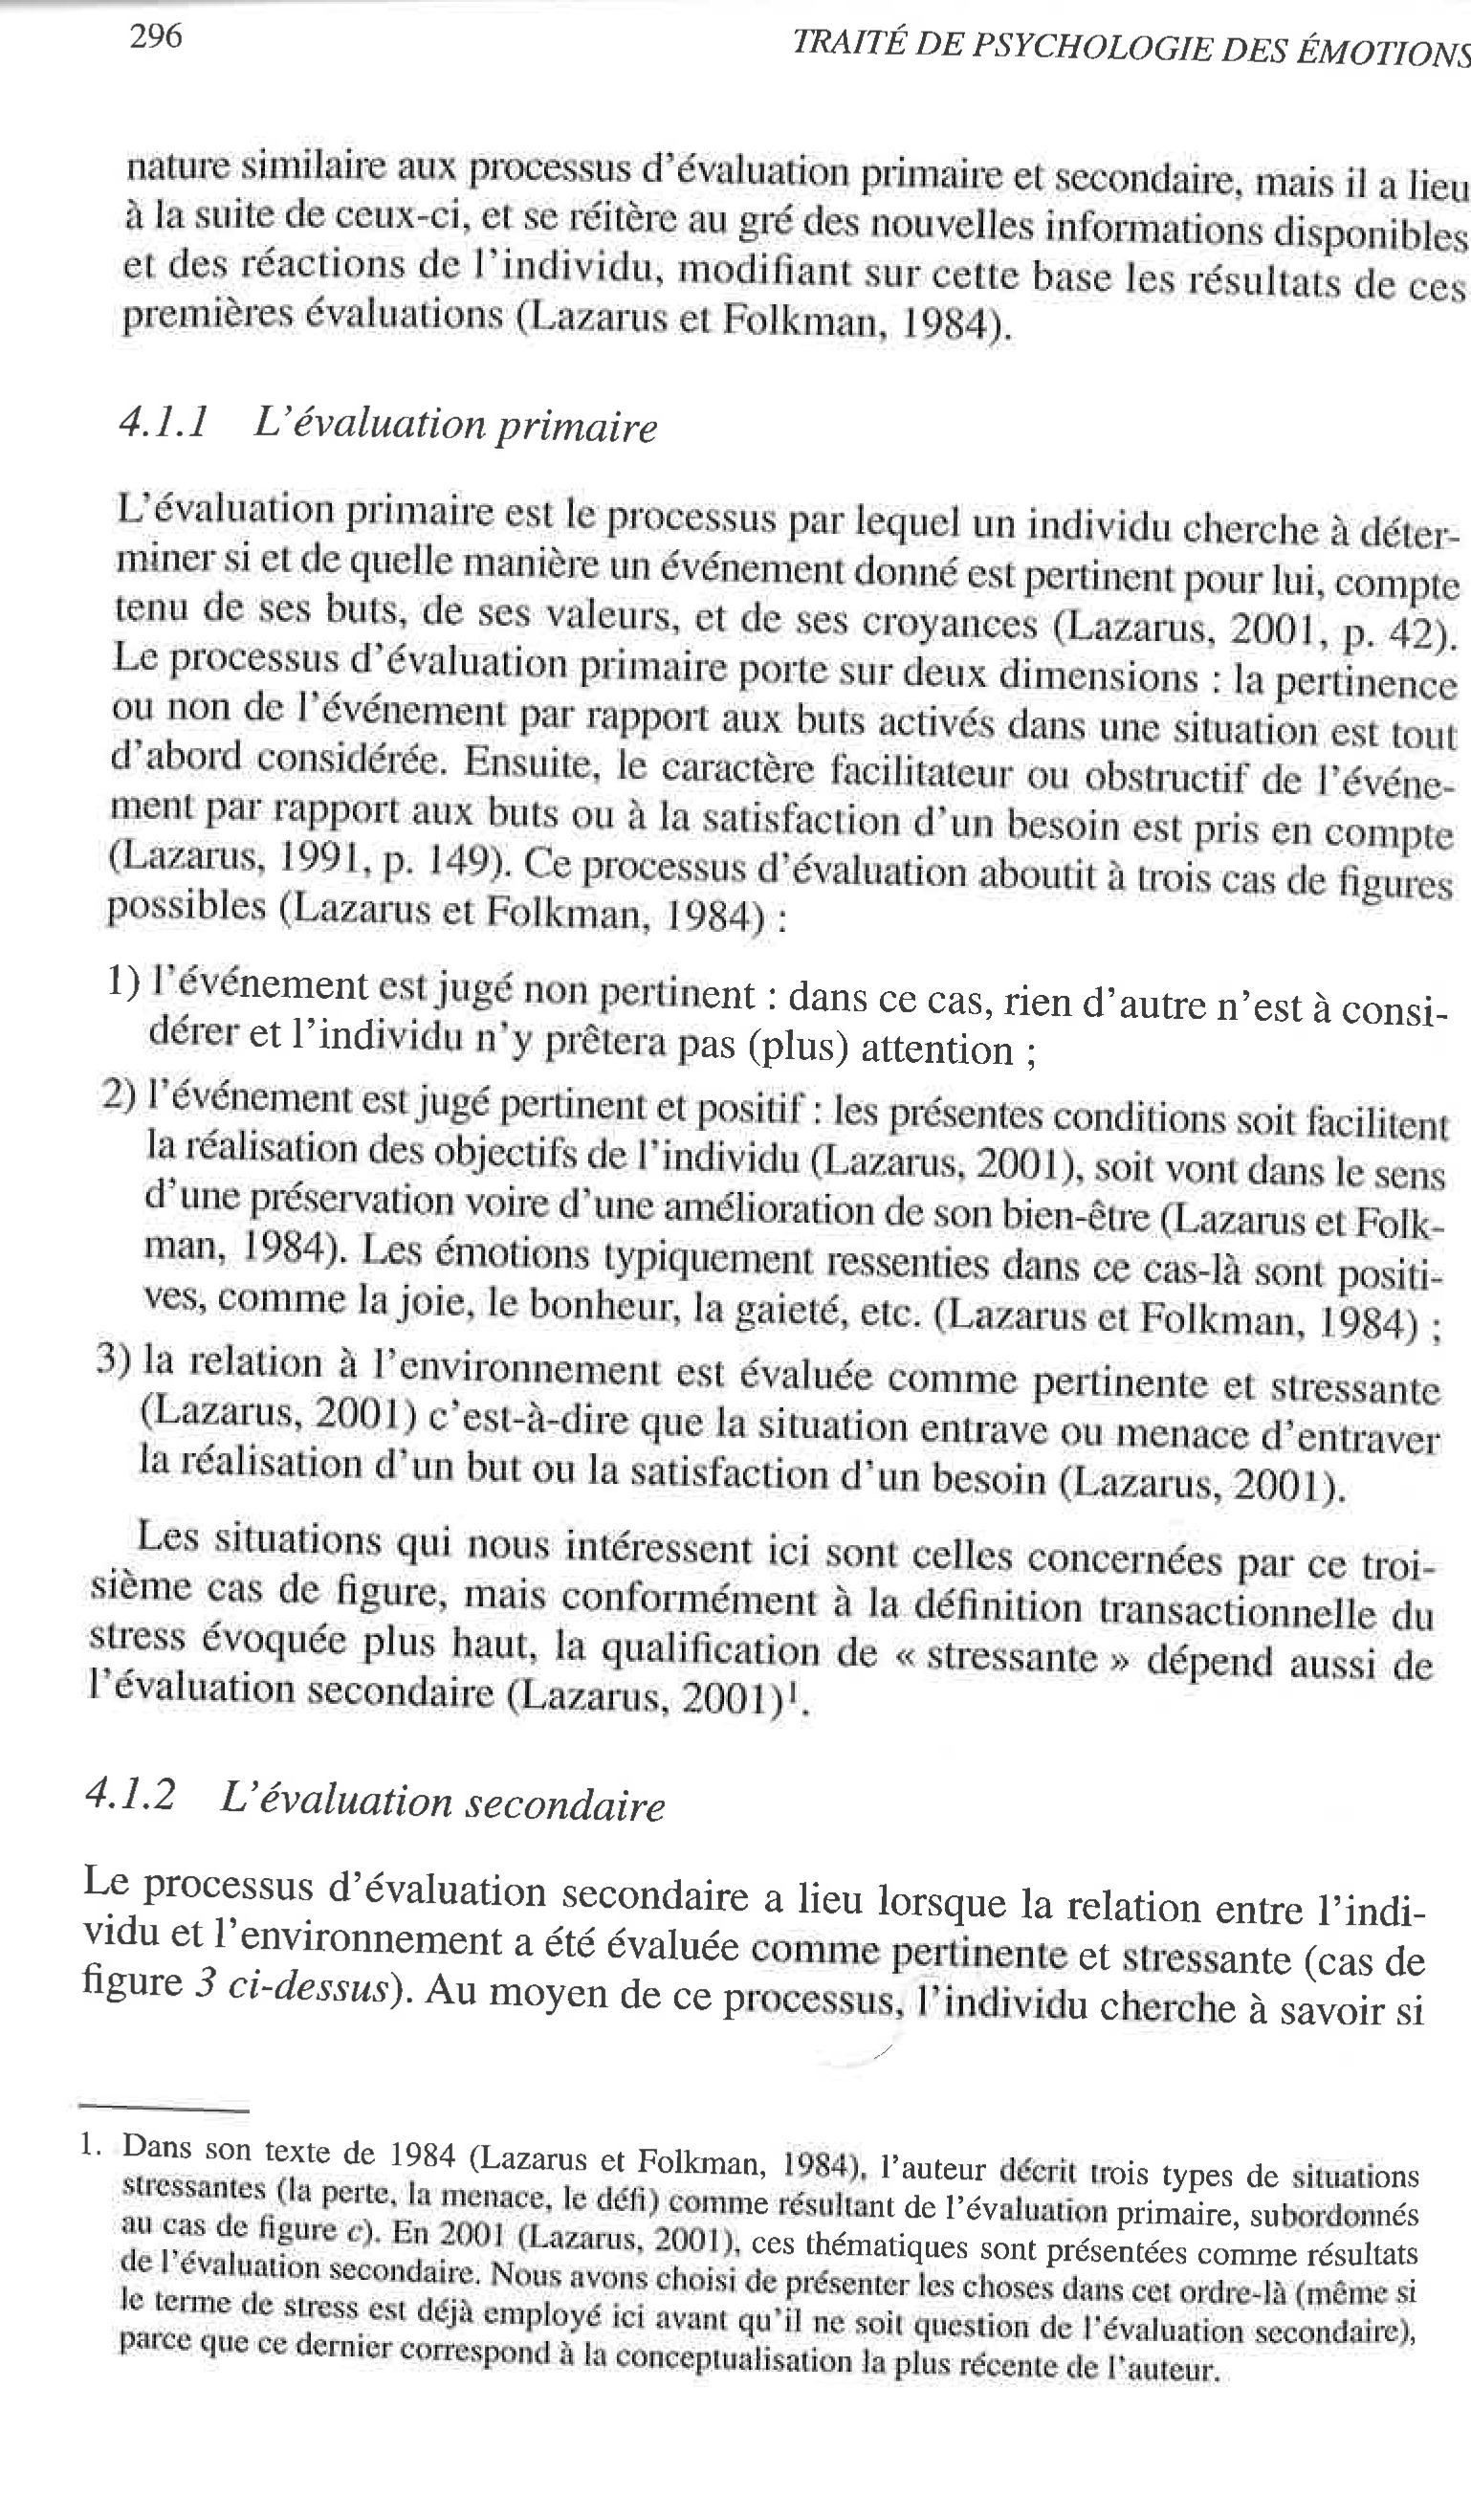 296
TRAITÉ DE PSYCHOLOGIE DES ÉMOTIONS
nature similaire aux processus d'évaluation primaire et secondaire, mais il a lieu
à la suite de ceux-ci, et se réitère au gré des nouvelles informations disponibles
et des réactions de l'individu, modifiant sur cette base les résultats de ces
premières évaluations (Lazarus et Folkman, 1984).
4.1.1 L'évaluation primaire
L'évaluation primaire est le processus par lequel un individu cherche à déter-
miner si et de quelle manière un événement donné est pertinent pour lui, compte
tenu de ses buts, de ses valeurs, et de ses croyances (Lazarus, 2001, p. 42).
Le processus d'évaluation primaire porte sur deux dimensions : la pertinence
ou non de l'événement par rapport aux buts activés dans une situation est tout
d'abord considérée. Ensuite, le caractère facilitateur ou obstructif de l'événe-
ment par rapport aux buts ou à la satisfaction d'un besoin est pris en compte
(Lazarus, 1991, p. 149). Ce processus d'évaluation aboutit à trois cas de figures
possibles (Lazarus et Folkman, 1984) :
1) l'événement est jugé non pertinent : dans ce cas, rien d'autre n'est à consi-
dérer et l'individu n'y prêtera pas (plus) attention ;
2) l'événement est jugé pertinent et positif : les présentes conditions soit facilitent
la réalisation des objectifs de l'individu (Lazarus, 2001), soit vont dans le sens
d'une préservation voire d'une amélioration de son bien-être (Lazarus et Folk-
man, 1984). Les émotions typiquement ressenties dans ce cas-là sont positi-
ves, comme la joie, le bonheur, la gaieté, etc. (Lazarus et Folkman, 1984) ;
3) la relation à l'environnement est évaluée comme pertinente et stressante
(Lazarus, 2001) c'est-à-dire que la situation entrave ou menace d'entraver
la réalisation d'un but ou la satisfaction d'un besoin (Lazarus, 2001).
Les situations qui nous intéressent ici sont celles concernées par ce troi-
sième cas de figure, mais conformément à la définition transactionnelle du
stress évoquée plus haut, la qualification de « stressante » dépend aussi de
l'évaluation secondaire (Lazarus, 2001)¹.
4.1.2 L'évaluation secondaire
Le processus d'évaluation secondaire a lieu lorsque la relation entre l'indi-
vidu et l'environnement a été évaluée comme pertinente et stressante (cas de
figure 3 ci-dessus). Au moyen de ce processus, l'individu cherche à savoir si
1. Dans son texte de 1984 (Lazarus et Folkman, 1984), l'auteur décrit trois types de situations
stressantes (la perte, la menace, le défi) comme résultant de l'évaluation primaire, subordonnés
au cas de figure c). En 2001 (Lazarus, 2001), ces thématiques sont présentées comme résultats
de l'évaluation secondaire. Nous avons choisi de présenter les choses dans cet ordre-là (même si
le terme de stress est déjà employé ici avant qu'il ne soit question de l'évaluation secondaire),
parce que ce dernier correspond à la conceptualisation la plus récente de l'auteur.